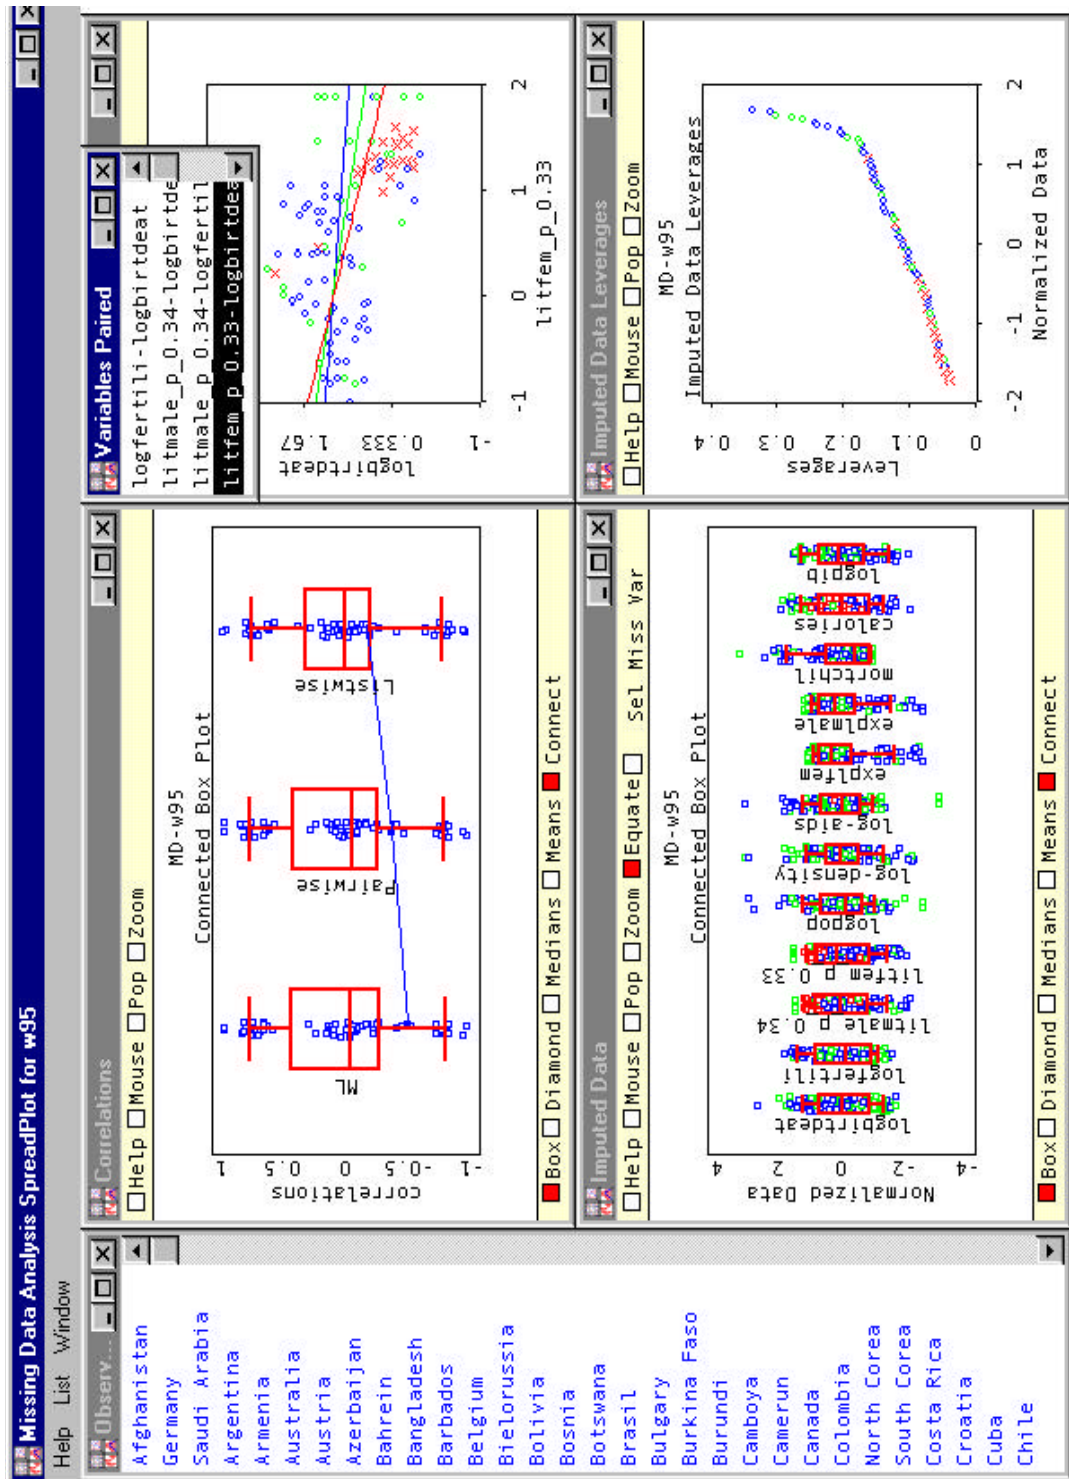 Missing Data Analysis SpreadPlot for w95
Help List Window
Observ...
Afghanistan
Germany
Saudi Arabia
Argentina
Armenia
Australia
Austria
Azerbaijan
Bahrein
Bangladesh
Barbados
Belgium
Bielorussia
Bolivia
Bosnia
Botswana
Brasil
Bulgary
Burkina Faso
Burundi
Camboya
Camerun
Canada
Colombia
North Corea
South Corea
Costa Rica
Croatia
Cuba
Chile
Correlations
Help Mouse Pop Zoom
MD-w95
Connected Box Plot
correlations
1
0.5
0
-0.5
-1
ML
Pairwise
Listwise
Box Diamond Medians Means Connect
Variables Paired
logfertili-logbirtdeat
litmale_p_0.34-logbirtde
litmale_p_0.34-logfertil
litfem_p_0.33-logbirtdea
logbirtdeat
1.67
0.333
-1
-1 0 1 2
litfem_p_0.33
Imputed Data
Help Mouse Pop Zoom Equate Sel Miss Var
MD-w95
Connected Box Plot
Normalized Data
4
2
0
-2
-4
logbirtdeat
logfertili
litmale p 0.34
litfem p 0.33
logpop
log-density
log-aids
explfem
explmale
mortchil
calories
logpib
Box Diamond Medians Means Connect
Imputed Data Leverages
Help Mouse Pop Zoom
MD-w95
Imputed Data Leverages
Leverages
0.4
0.3
0.2
0.1
0
-2 -1 0 1 2
Normalized Data